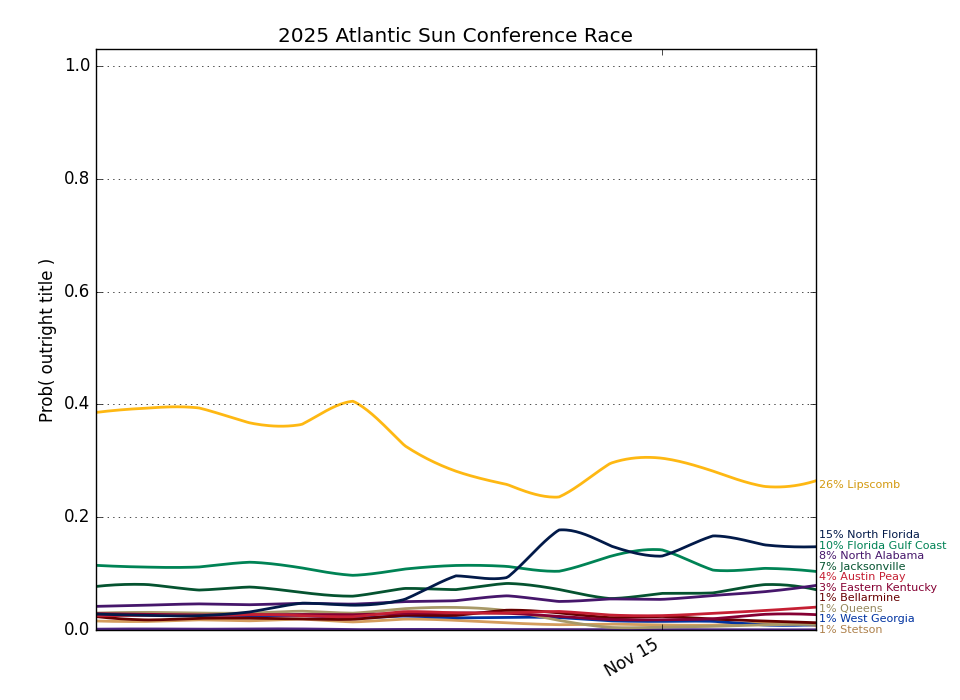 2025 Atlantic Sun Conference Race
Prob( outright title )
1.0
0.8
0.6
0.4
0.2
0.0
Nov 15
26% Lipscomb
15% North Florida
10% Florida Gulf Coast
8% North Alabama
7% Jacksonville
4% Austin Peay
3% Eastern Kentucky
1% Bellarmine
1% Queens
1% West Georgia
1% Stetson